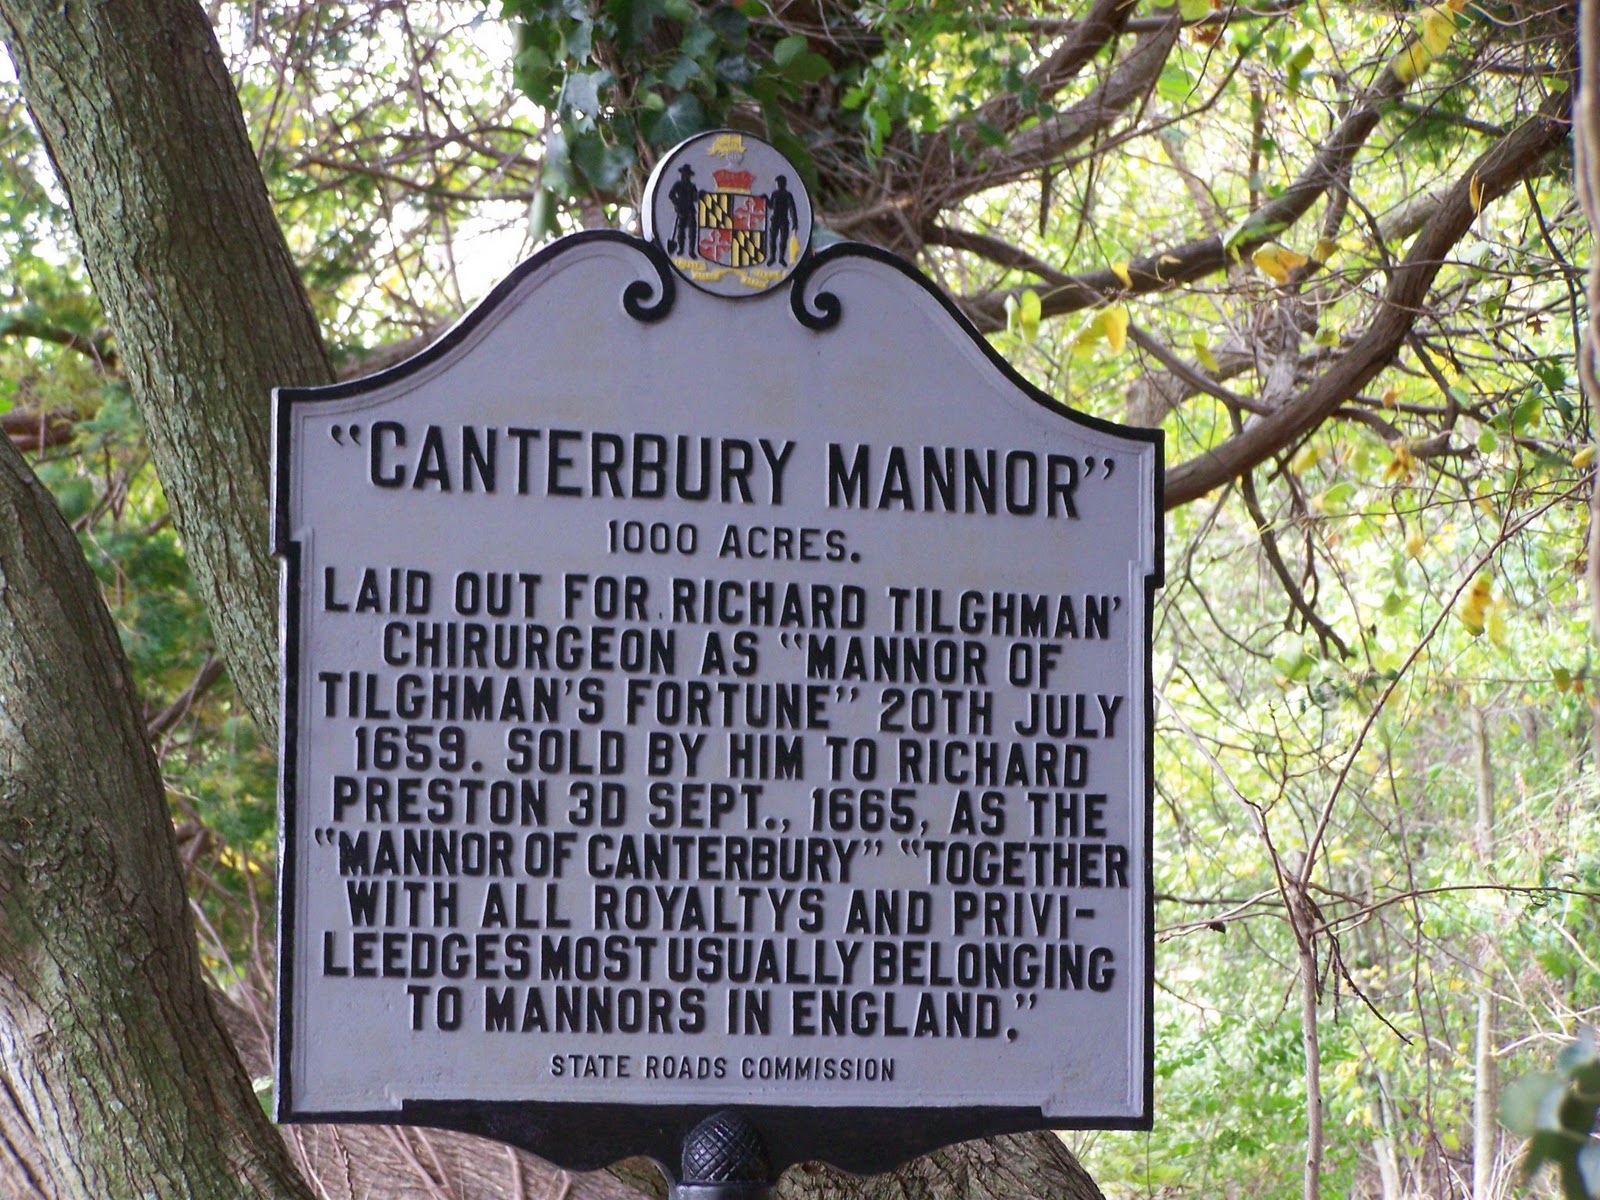 “CANTERBURY MANNOR”
1000 ACRES.
LAID OUT FOR RICHARD TILGHMAN’
CHIRURGEON AS “MANNOR OF
TILGHMAN’S FORTUNE” 20TH JULY
1659. SOLD BY HIM TO RICHARD
PRESTON 3D SEPT., 1665, AS THE
“MANNOR OF CANTERBURY” “TOGETHER
WITH ALL ROYALTYS AND PRIVI-
LEEDGES MOST USUALLY BELONGING
TO MANNORS IN ENGLAND.”
STATE ROADS COMMISSION